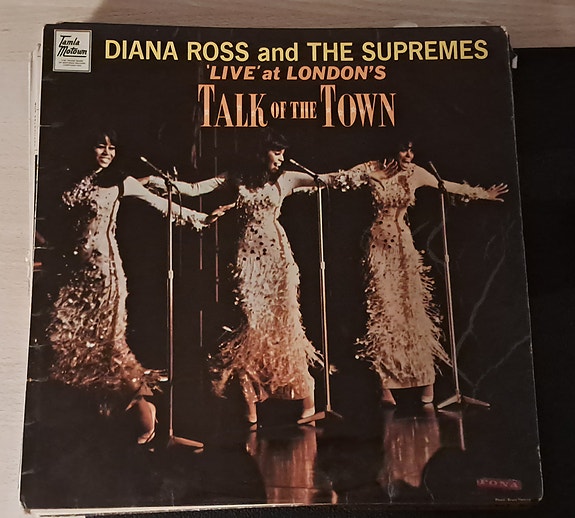 Tamla
Motown
DIANA ROSS and THE SUPREMES
'LIVE' at LONDON'S
TALK OF THE TOWN